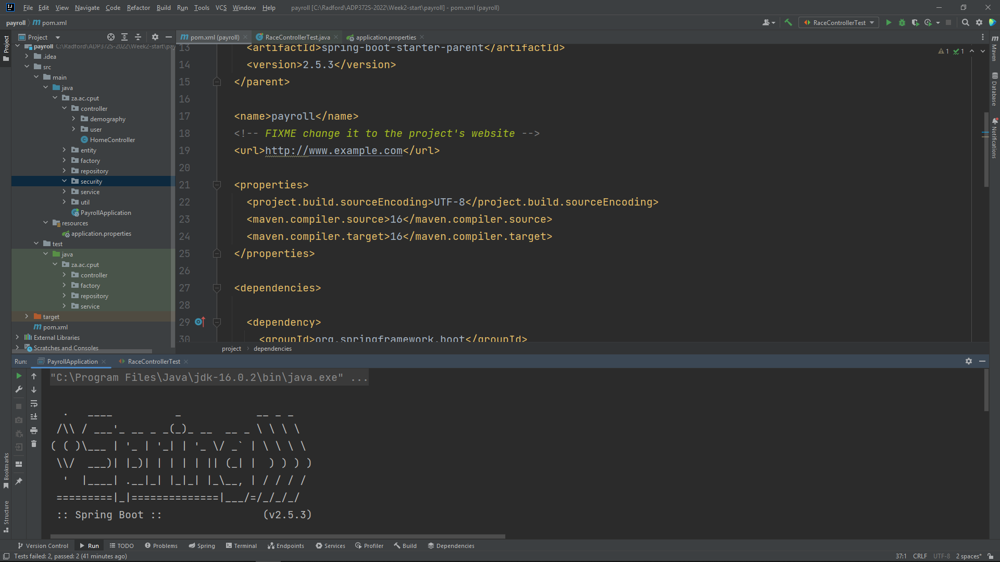 File Edit View Navigate Code Refactor Build Run Tools VCS Window Help payroll [C:\Radford\ADP372S-2022\Week2-start\payroll] - pom.xml (payroll)
payroll m pom.xml RaceControllerTest
Project m pom.xml (payroll) RaceControllerTest.java application.properties
payroll C:\Radford\ADP372S-2022\Week2-start\pay
.idea
src
main
java
za.ac.cput
controller
demography
user
HomeController
entity
factory
repository
security
service
util
PayrollApplication
resources
application.properties
test
java
za.ac.cput
controller
factory
repository
service
target
m pom.xml
External Libraries
Scratches and Consoles
13 <artifactId>spring-boot-starter-parent</artifactId>
14 <version>2.5.3</version>
15 </parent>
16
17 <name>payroll</name>
18 <!-- FIXME change it to the project's website -->
19 <url>http://www.example.com</url>
20
21 <properties>
22 <project.build.sourceEncoding>UTF-8</project.build.sourceEncoding>
23 <maven.compiler.source>16</maven.compiler.source>
24 <maven.compiler.target>16</maven.compiler.target>
25 </properties>
26
27 <dependencies>
28
29 <dependency>
30 <groupId>org.springframework.boot</groupId>
1 1
project dependencies
Project
Bookmarks
Structure
m Maven
Database
Notifications
Run: PayrollApplication RaceControllerTest
"C:\Program Files\Java\jdk-16.0.2\bin\java.exe" ...
  .   ____          _            __ _ _
 /\\ / ___'_ __ _ _(_)_ __  __ _ \ \ \ \
( ( )\___ | '_ | '_| | '_ \/ _` | \ \ \ \
 \\/  ___)| |_)| | | | | || (_| |  ) ) ) )
  '  |____| .__|_| |_|_| |_\__, | / / / /
 =========|_|==============|___/=/_/_/_/
 :: Spring Boot ::                (v2.5.3)
Version Control Run TODO Problems Spring Terminal Endpoints Services Profiler Build Dependencies
Tests failed: 2, passed: 2 (41 minutes ago) 37:1 CRLF UTF-8 2 spaces*